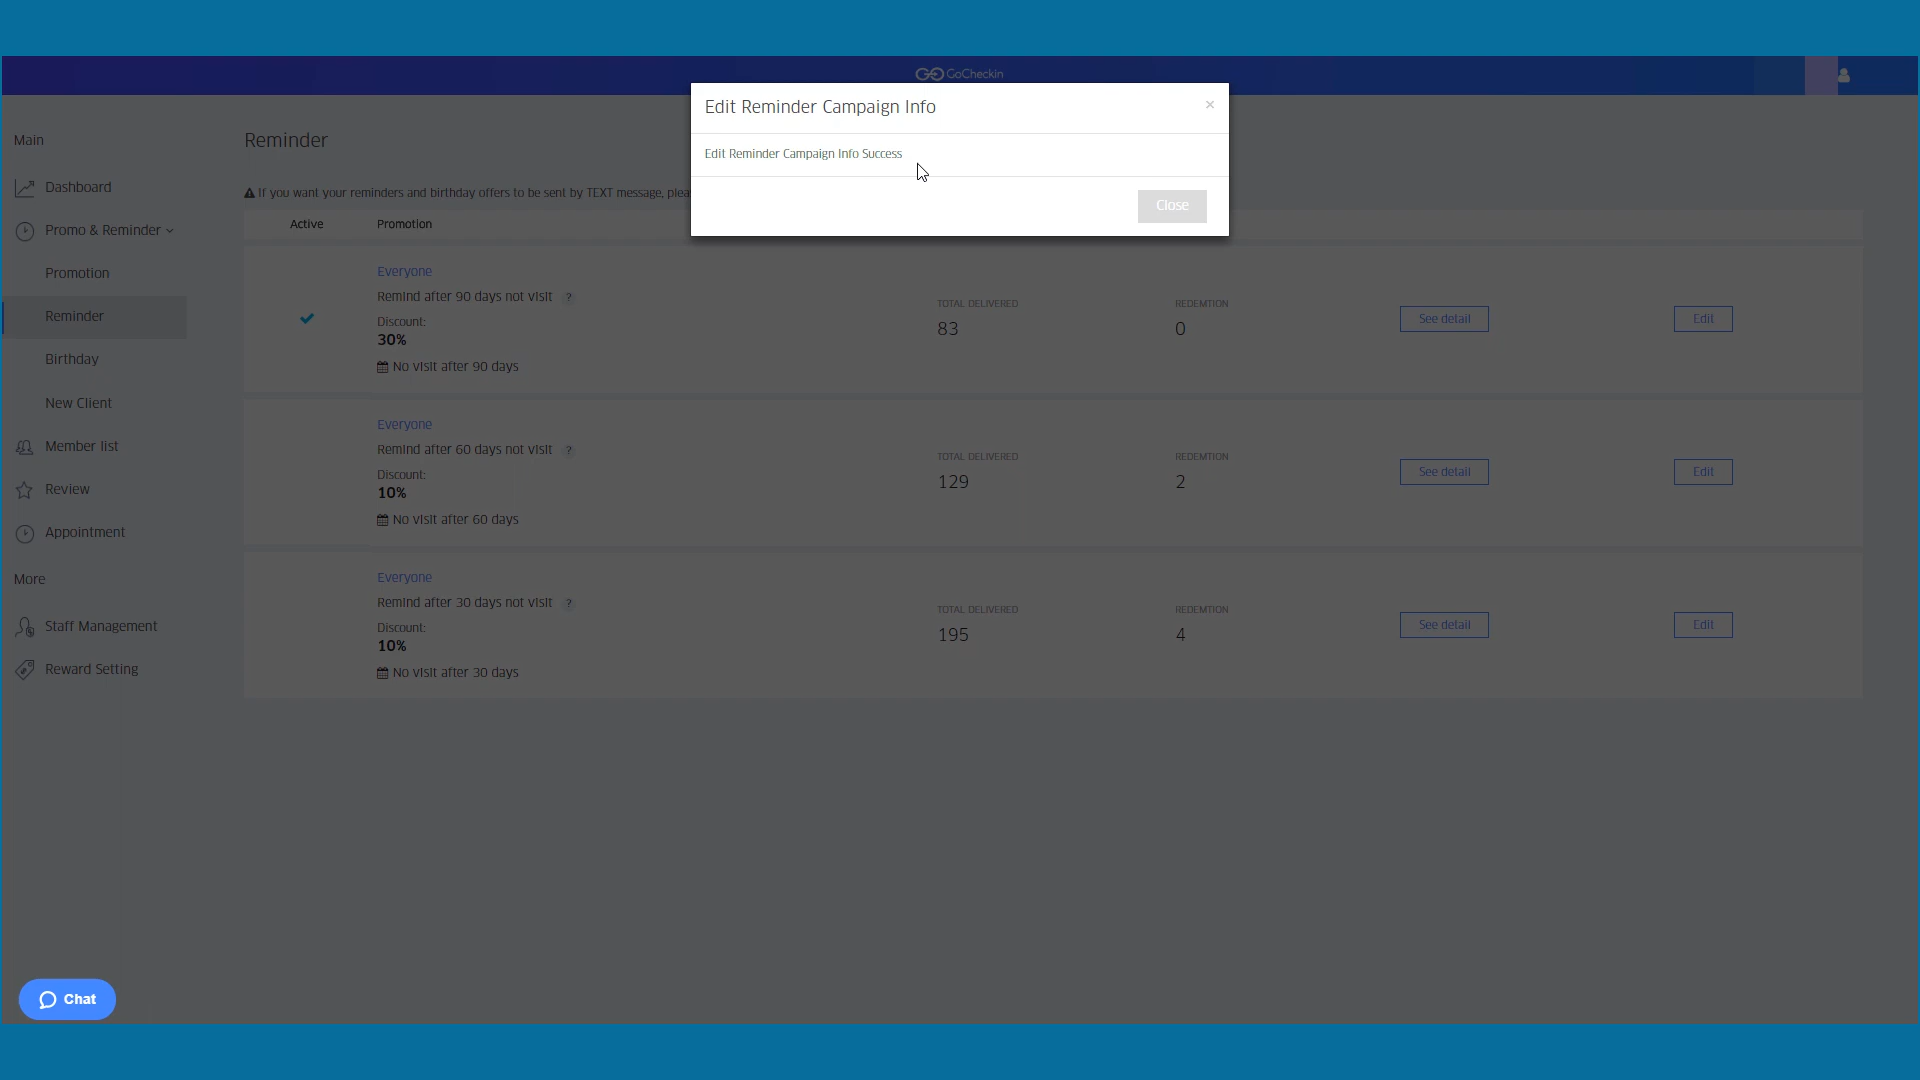 GoCheckin
Edit Reminder Campaign Info
×
Edit Reminder Campaign Info Success
Close
Main
Dashboard
Promo & Reminder
Promotion
Reminder
Birthday
New Client
Member list
Review
Appointment
More
Staff Management
Reward Setting
Chat
Reminder
If you want your reminders and birthday offers to be sent by TEXT message,
Active Promotion
Everyone
Remind after 90 days not visit ?
Discount:
30%
No visit after 90 days
TOTAL DELIVERED
83
REDEMTION
0
See detail
Edit
Everyone
Remind after 60 days not visit ?
Discount:
10%
No visit after 60 days
TOTAL DELIVERED
129
REDEMTION
2
See detail
Edit
Everyone
Remind after 30 days not visit ?
Discount:
10%
No visit after 30 days
TOTAL DELIVERED
195
REDEMTION
4
See detail
Edit